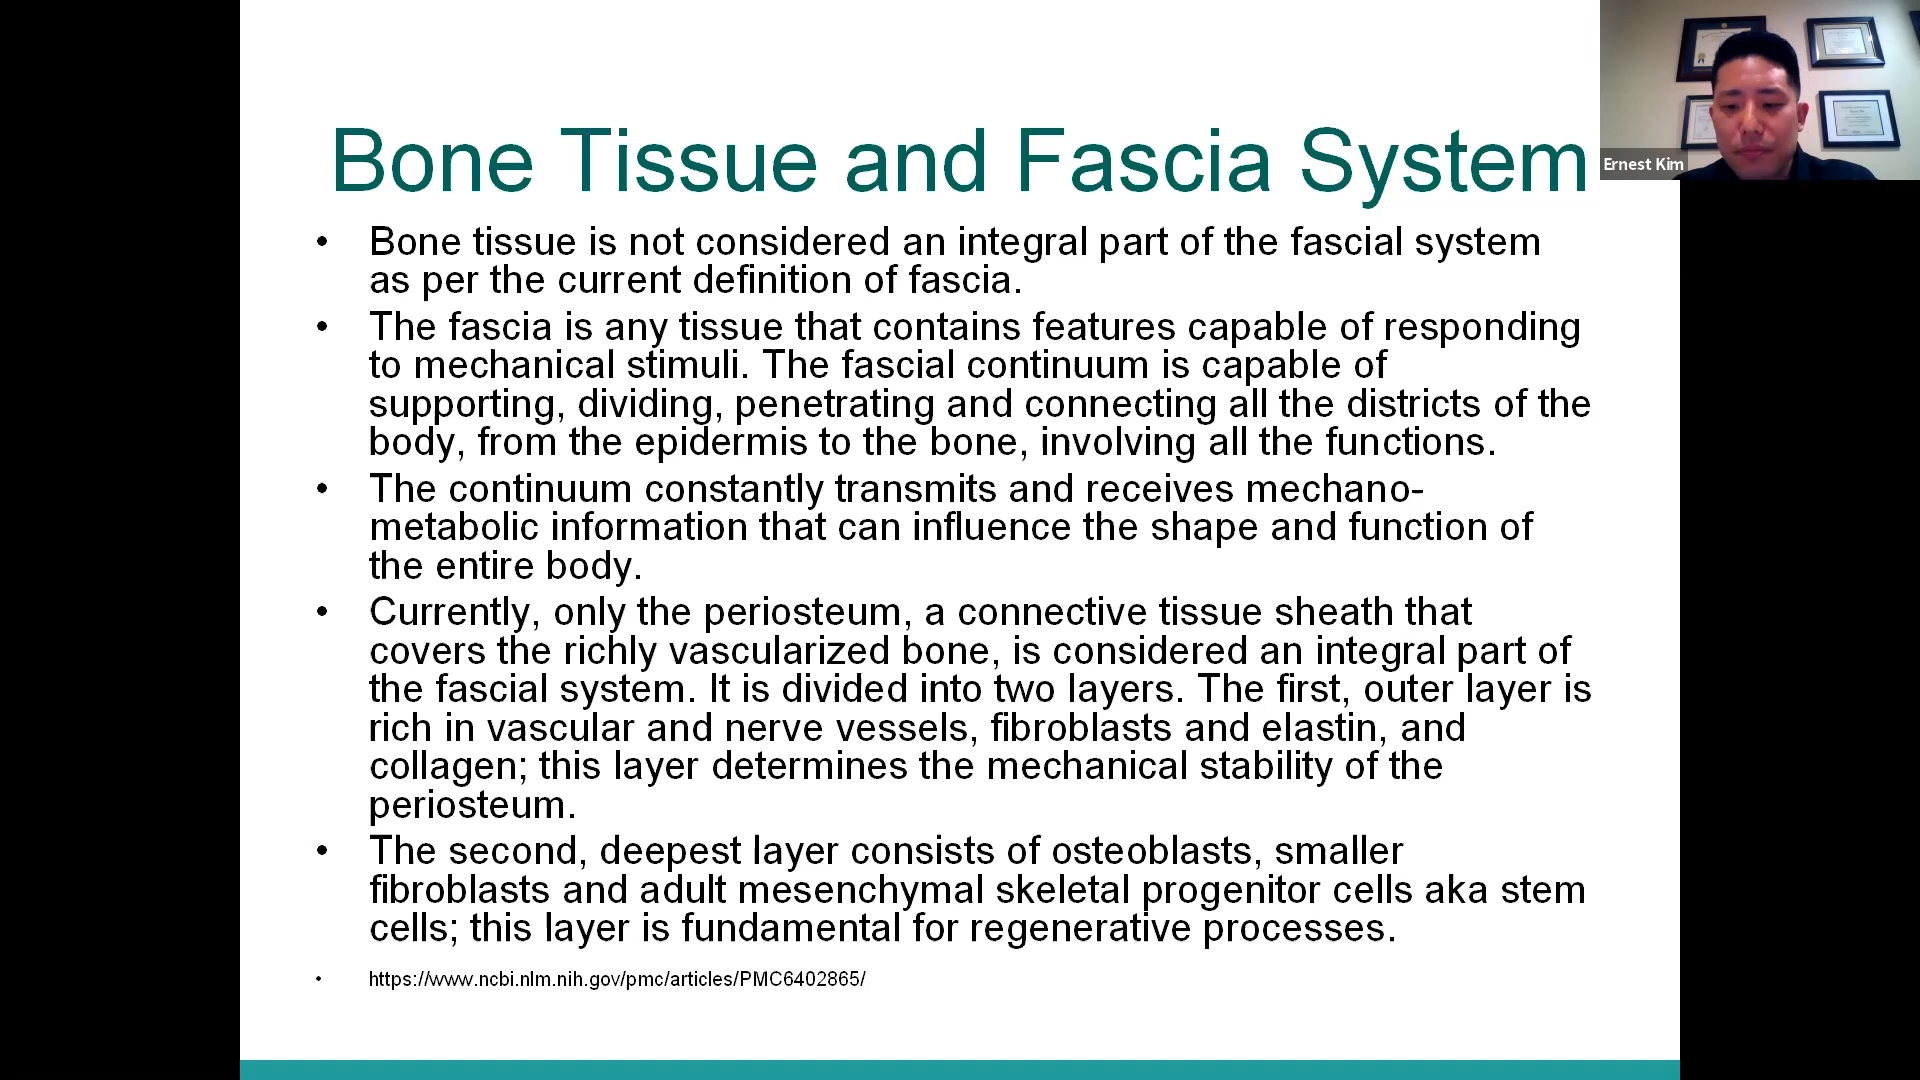 Bone Tissue and Fascia System
Ernest Kim
• Bone tissue is not considered an integral part of the fascial system
as per the current definition of fascia.
• The fascia is any tissue that contains features capable of responding
to mechanical stimuli. The fascial continuum is capable of
supporting, dividing, penetrating and connecting all the districts of the
body, from the epidermis to the bone, involving all the functions.
• The continuum constantly transmits and receives mechano-
metabolic information that can influence the shape and function of
the entire body.
• Currently, only the periosteum, a connective tissue sheath that
covers the richly vascularized bone, is considered an integral part of
the fascial system. It is divided into two layers. The first, outer layer is
rich in vascular and nerve vessels, fibroblasts and elastin, and
collagen; this layer determines the mechanical stability of the
periosteum.
• The second, deepest layer consists of osteoblasts, smaller
fibroblasts and adult mesenchymal skeletal progenitor cells aka stem
cells; this layer is fundamental for regenerative processes.
• https://www.ncbi.nlm.nih.gov/pmc/articles/PMC6402865/